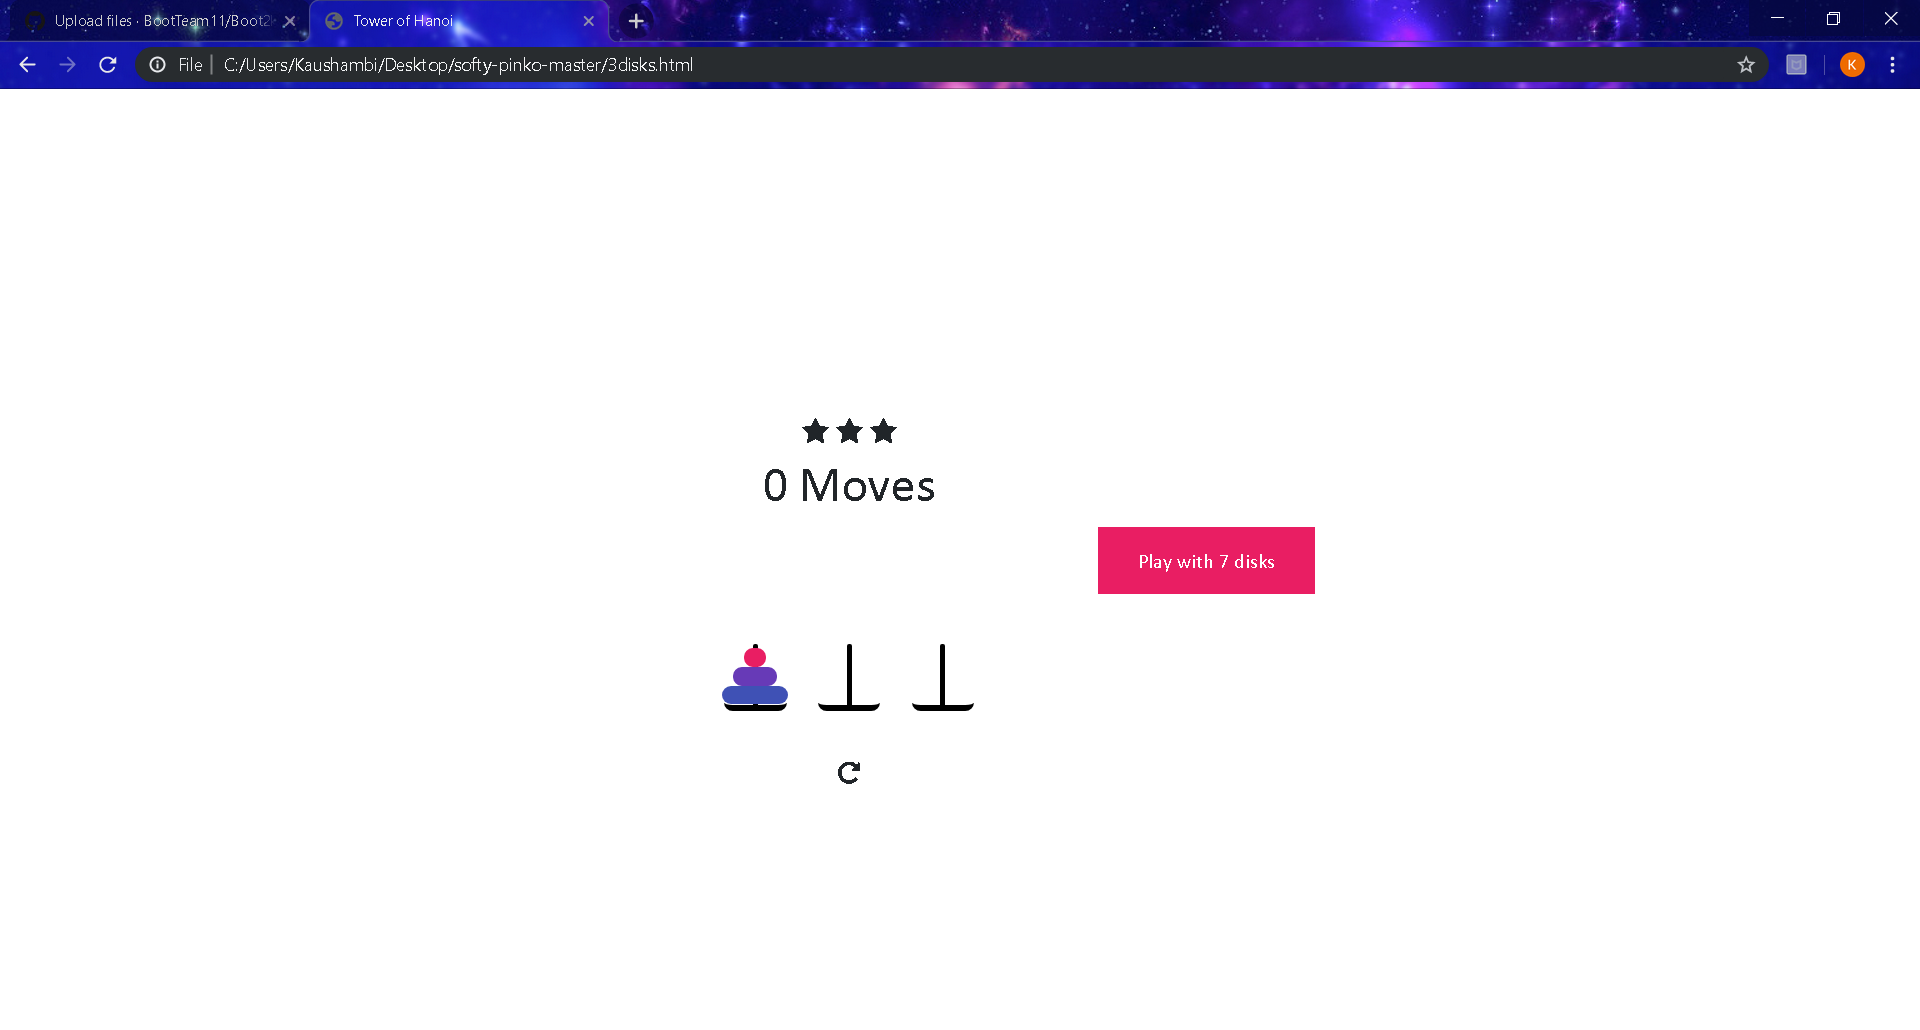 Upload files · BootTeam11/Boot2
Tower of Hanoi
File | C:/Users/Kaushambi/Desktop/softy-pinko-master/3disks.html
K
0 Moves
Play with 7 disks